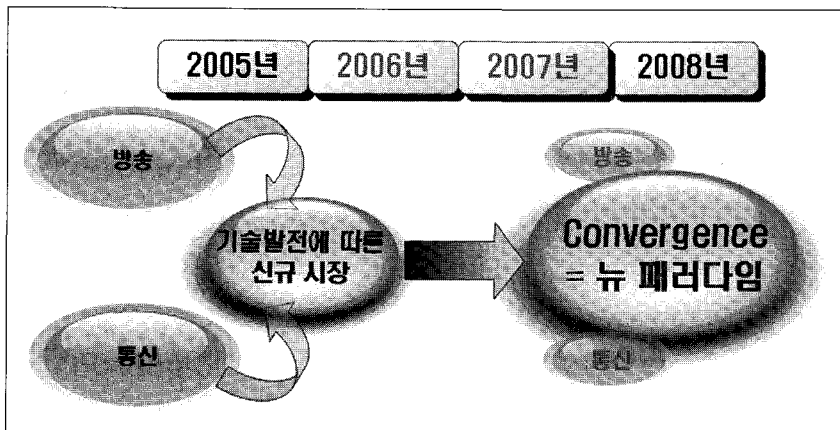 2005년 2006년 2007년 2008년
방송
방송
기술발전에 따른
신규 시장
Convergence
= 뉴 패러다임
통신
통신